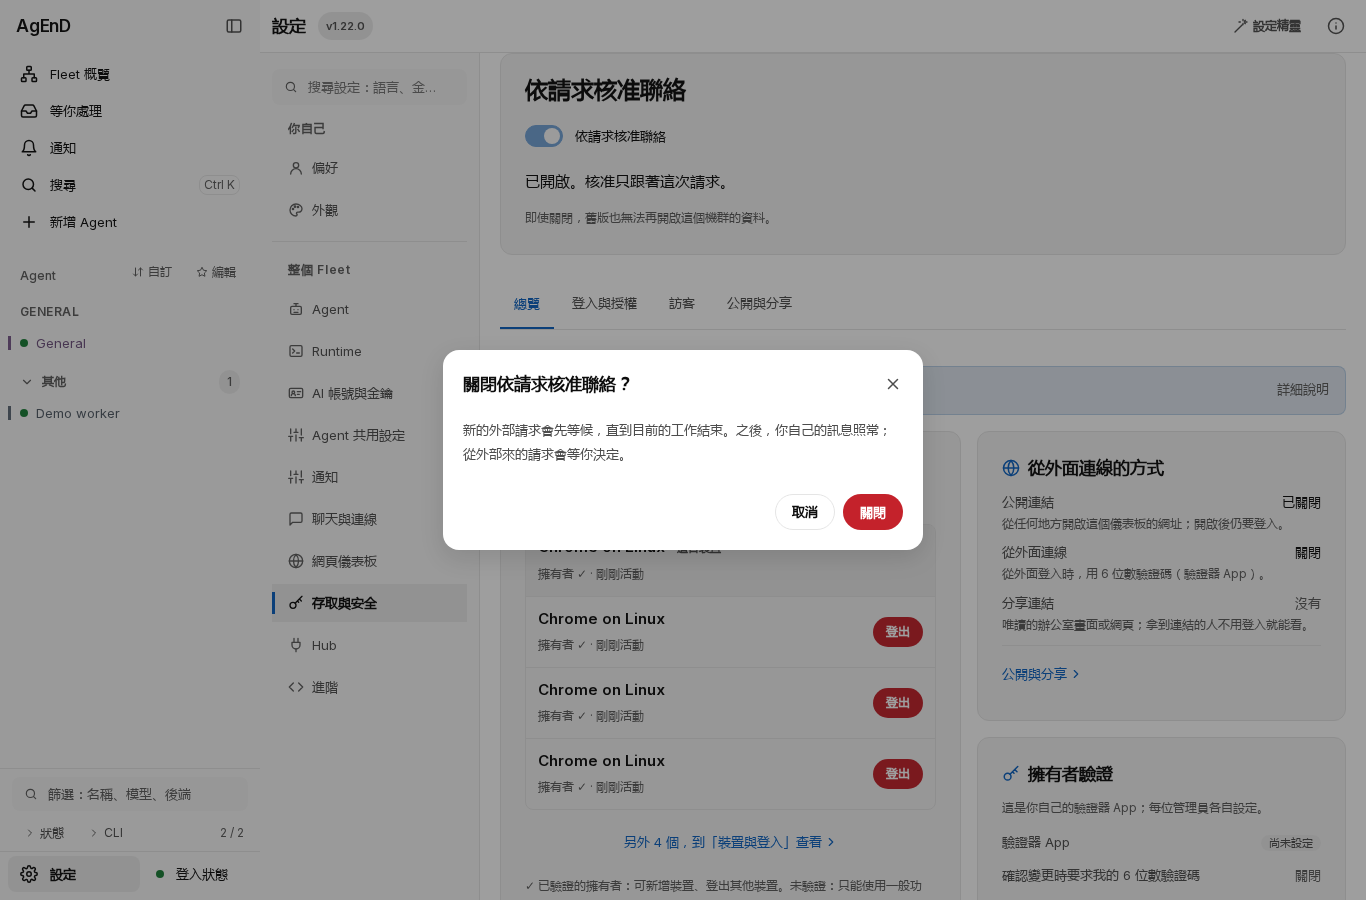 AgEnD
Fleet 概覽
等你處理
通知
搜尋
Ctrl K
新增 Agent
Agent
自訂
編輯
GENERAL
General
其他
1
Demo worker
篩選：名稱、模型、後端
狀態
CLI
2 / 2
設定
登入狀態
設定
v1.22.0
設定精靈
搜尋設定：語言、金…
你自己
偏好
外觀
整個 Fleet
Agent
Runtime
AI 帳號與金鑰
Agent 共用設定
通知
聊天與連線
網頁儀表板
存取與安全
Hub
進階
依請求核准聯絡
依請求核准聯絡
已開啟。核准只跟著這次請求。
即使關閉，舊版也無法再開啟這個機群的資料。
總覽
登入與授權
訪客
公開與分享
詳細說明
關閉依請求核准聯絡？
新的外部請求會先等候，直到目前的工作結束。之後，你自己的訊息照常；
從外部來的請求會等你決定。
取消
關閉
Chrome on Linux
擁有者 ✓ · 剛剛活動
Chrome on Linux
擁有者 ✓ · 剛剛活動
登出
Chrome on Linux
擁有者 ✓ · 剛剛活動
登出
Chrome on Linux
擁有者 ✓ · 剛剛活動
登出
另外 4 個，到「裝置與登入」查看
✓ 已驗證的擁有者：可新增裝置、登出其他裝置。未驗證：只能使用一般功
從外面連線的方式
公開連結
已關閉
從任何地方開啟這個儀表板的網址；開啟後仍要登入。
從外面連線
關閉
從外面登入時，用 6 位數驗證碼（驗證器 App）。
分享連結
沒有
唯讀的辦公室畫面或網頁；拿到連結的人不用登入就能看。
公開與分享
擁有者驗證
這是你自己的驗證器 App；每位管理員各自設定。
驗證器 App
尚未設定
確認變更時要求我的 6 位數驗證碼
關閉